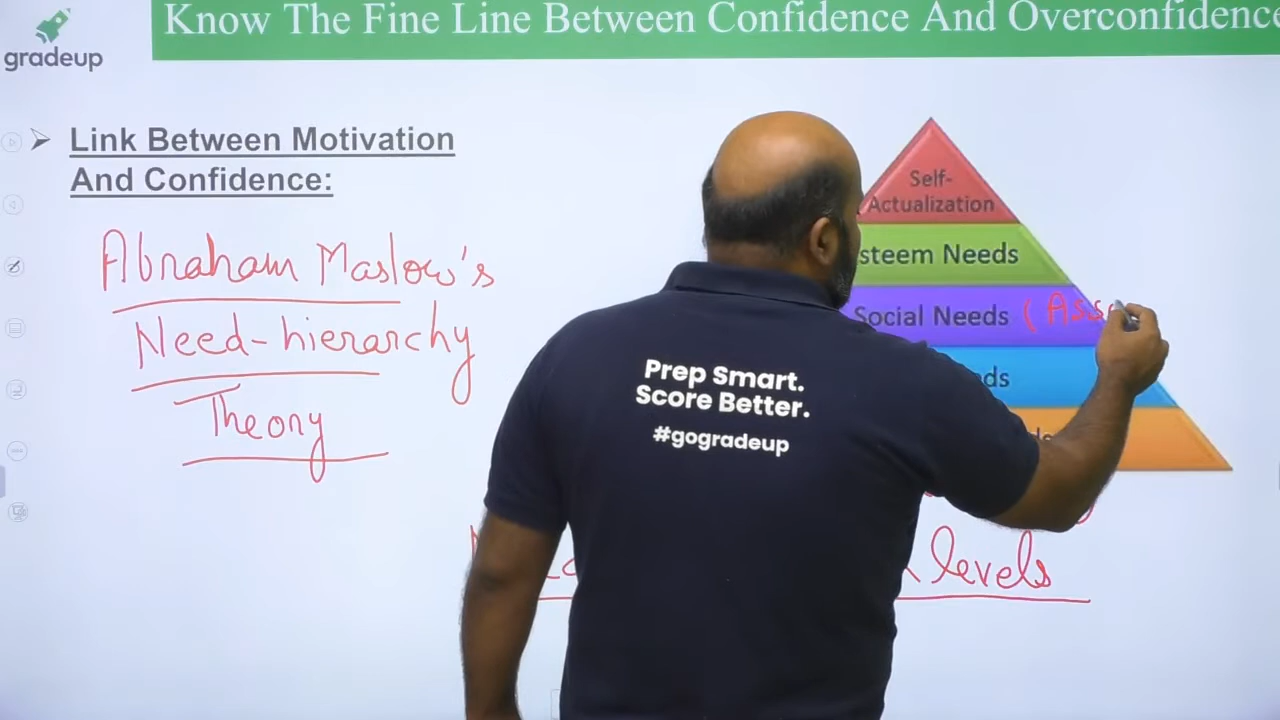 Know The Fine Line Between Confidence And Overconfidence
gradeup
Link Between Motivation
And Confidence:
Abraham Maslow's
Need-hierarchy
Theory
Self-
Actualization
steem Needs
Social Needs (Ass
ds
Prep Smart.
Score Better.
#gogradeup
levels